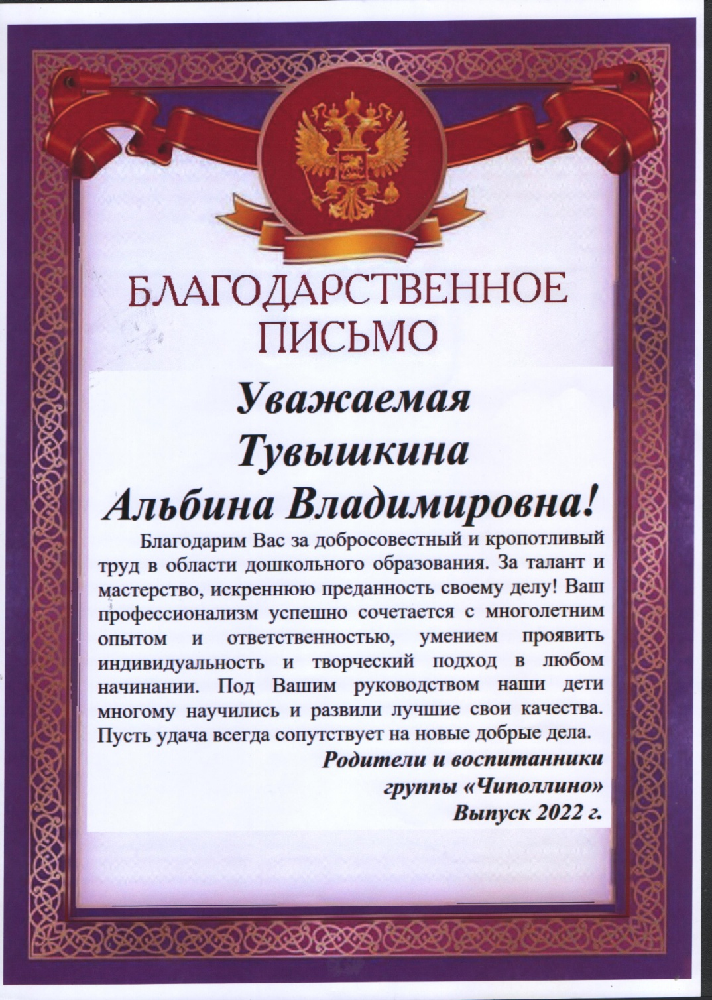 БЛАГОДАРСТВЕННОЕ
ПИСЬМО
Уважаемая
Тувышкина
Альбина Владимировна!
Благодарим Вас за добросовестный и кропотливый
труд в области дошкольного образования. За талант и
мастерство, искреннюю преданность своему делу! Ваш
профессионализм успешно сочетается с многолетним
опытом и ответственностью, умением проявить
индивидуальность и творческий подход в любом
начинании. Под Вашим руководством наши дети
многому научились и развили лучшие свои качества.
Пусть удача всегда сопутствует на новые добрые дела.
Родители и воспитанники
группы «Чиполлино»
Выпуск 2022 г.